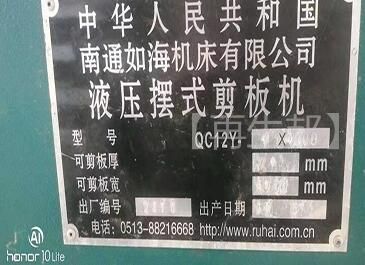 中华人民共和国
南通如海机床有限公司
液压摆式剪板机
型 号 QC12Y- X
可剪板厚 mm
可剪板宽 mm
出厂编号 出产日期
电话：0513-88216668 http://www.ruhai.com.cn
AI
honor 10 Lite